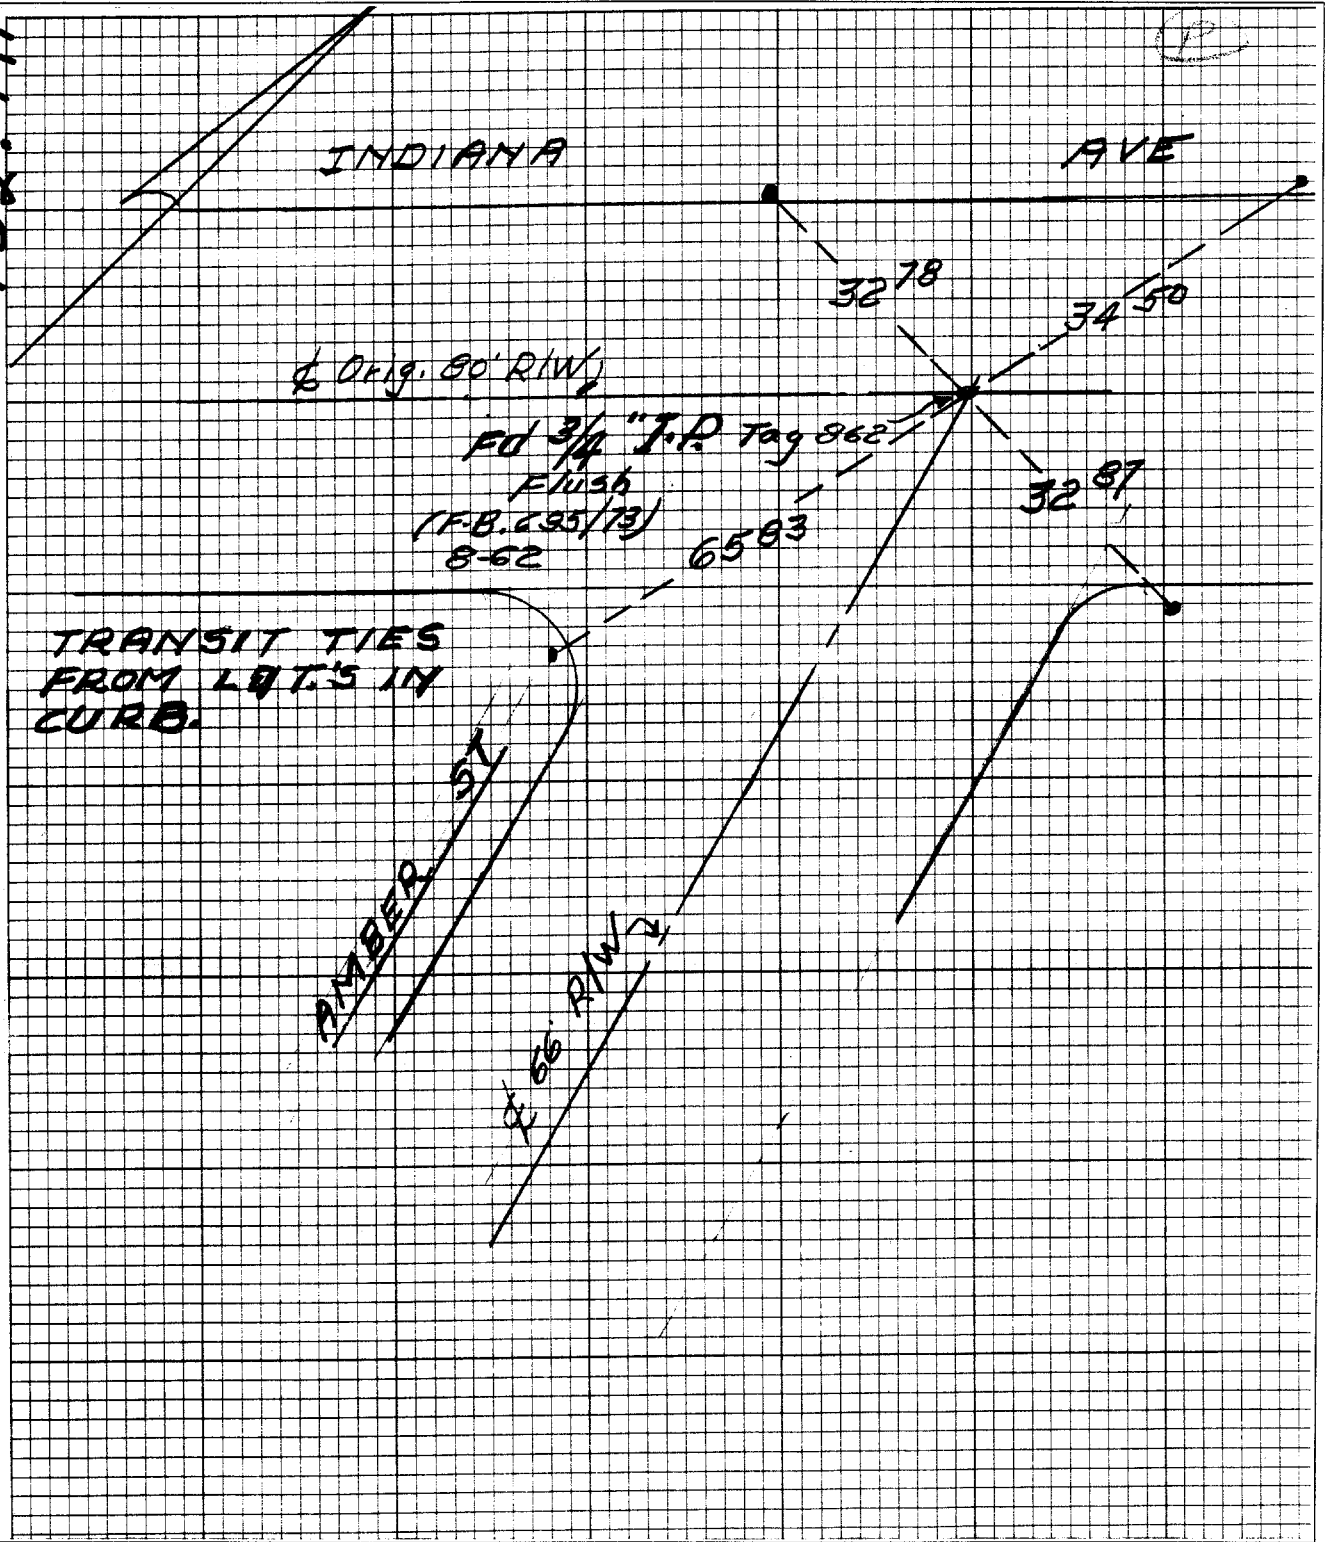 INDIANA AVE
32 78
34 50
℄ Orig. 80' R/W
Fd 3/4 "I.P. Tag 862
Flush
(F.B. 695/73)
8-62
32 87
65 83
TRANSIT TIES
FROM L&T.'S IN
CURB.
AMBER ST
℄ 66' R/W